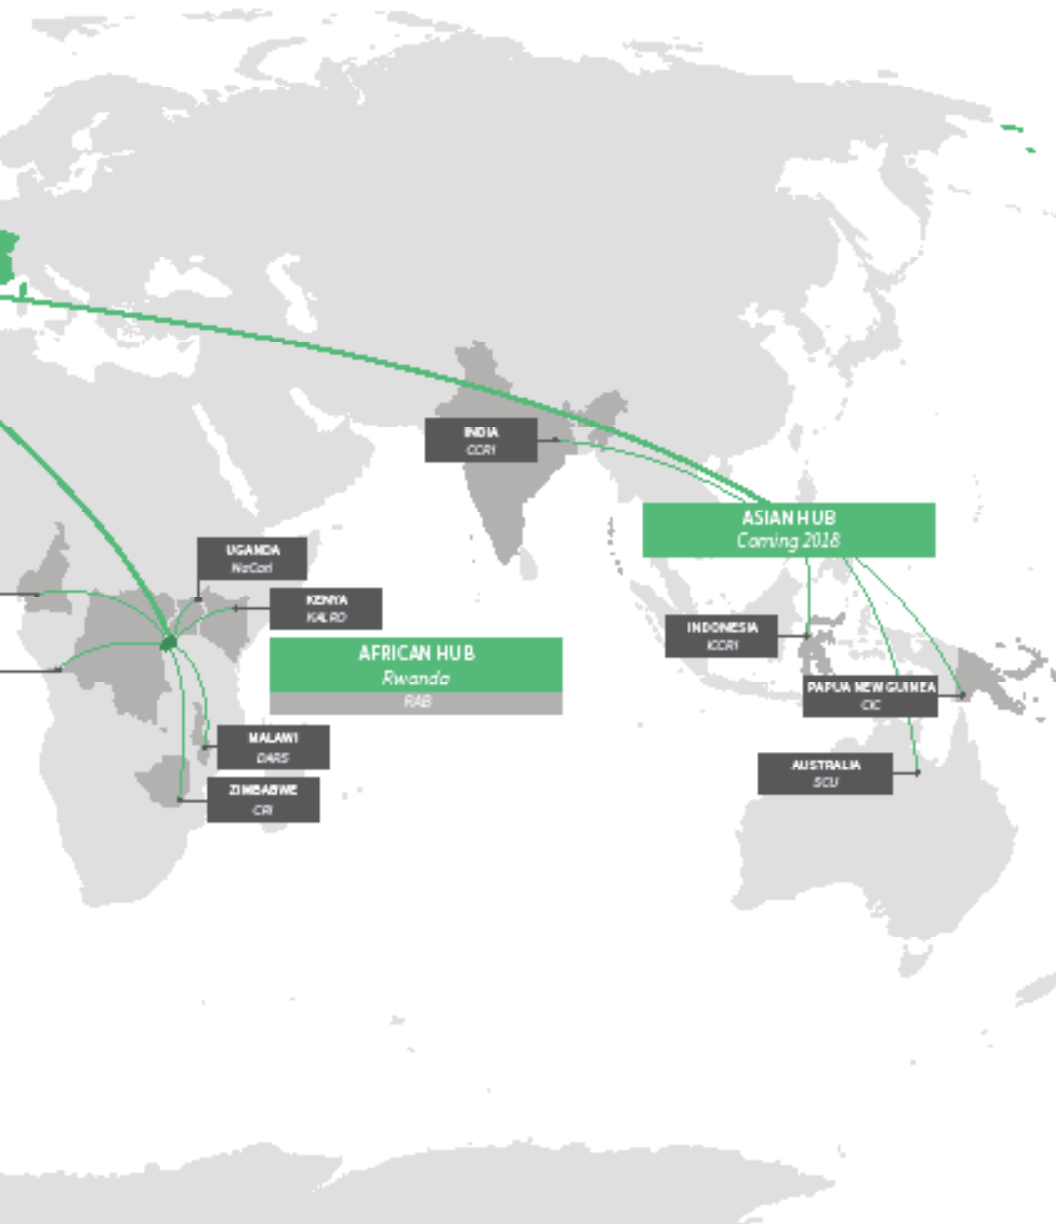 INDIA
CCRI
ASIAN HUB
Coming 2018
UGANDA
NaCori
KENYA
KALRO
INDONESIA
ICCRI
AFRICAN HUB
Rwanda
RAB
PAPUA NEW GUINEA
CIC
MALAWI
DARS
AUSTRALIA
SCU
ZIMBABWE
CRI